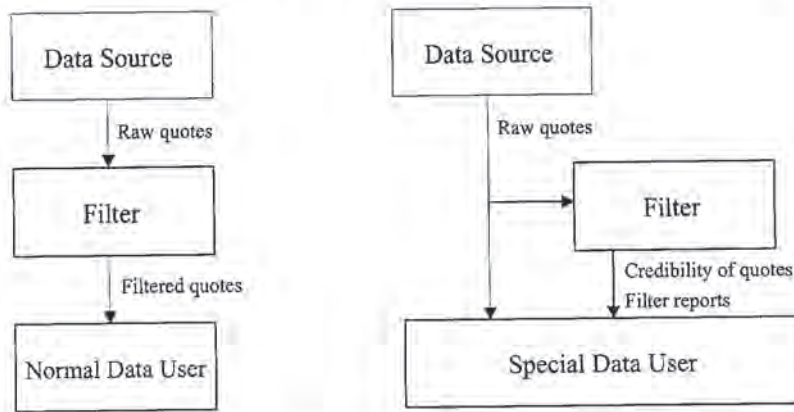 Data Source
Raw quotes
Filter
Filtered quotes
Normal Data User
Data Source
Raw quotes
Filter
Credibility of quotes
Filter reports
Special Data User